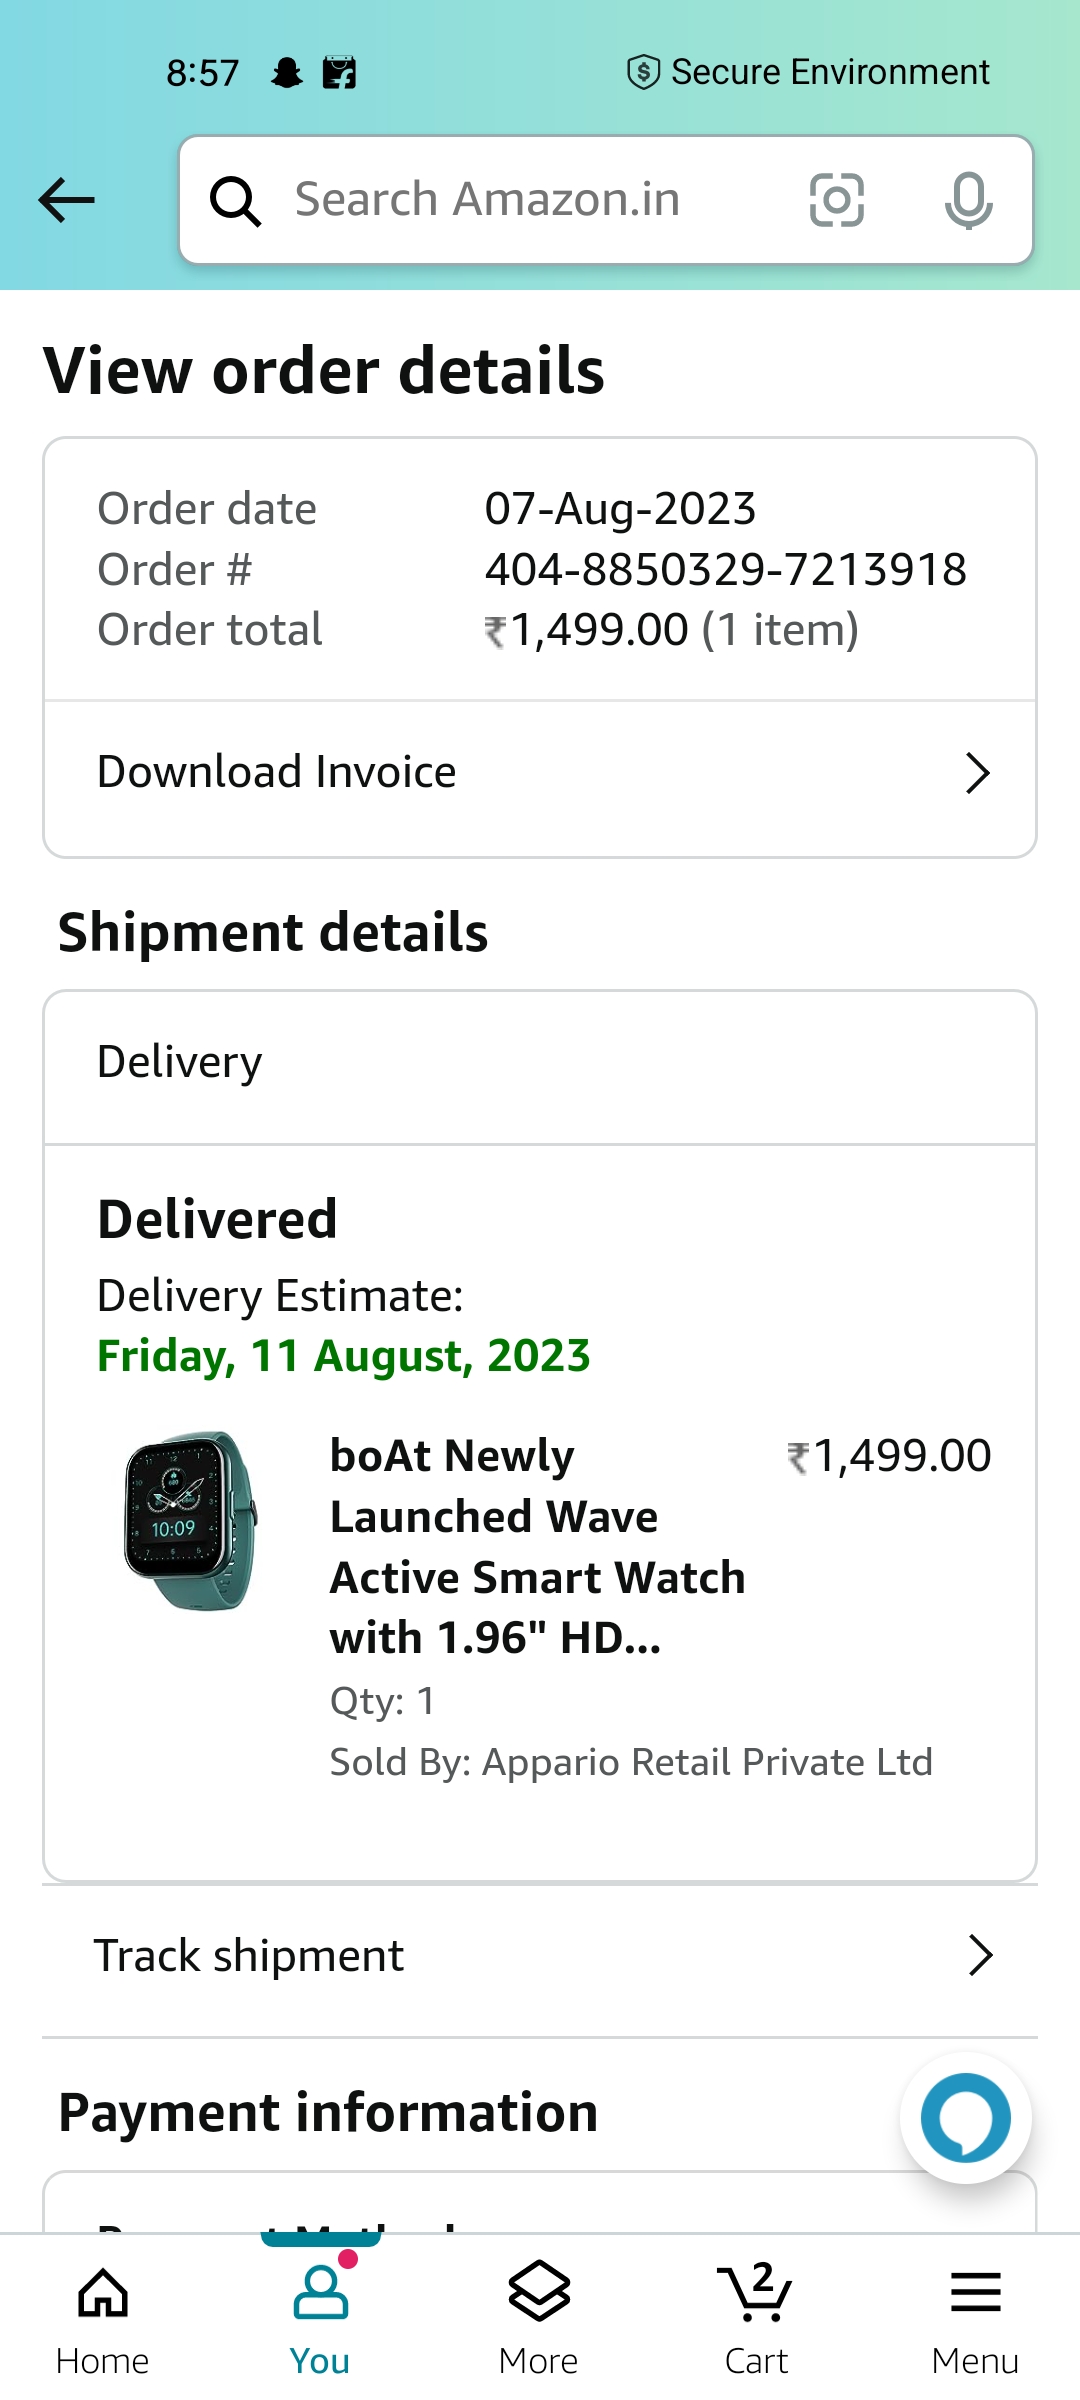 8:57 Secure Environment
Search Amazon.in
View order details
Order date 07-Aug-2023
Order # 404-8850329-7213918
Order total ₹1,499.00 (1 item)
Download Invoice
Shipment details
Delivery
Delivered
Delivery Estimate:
Friday, 11 August, 2023
10:09
boAt Newly ₹1,499.00
Launched Wave
Active Smart Watch
with 1.96" HD...
Qty: 1
Sold By: Appario Retail Private Ltd
Track shipment
Payment information
2
Home You More Cart Menu